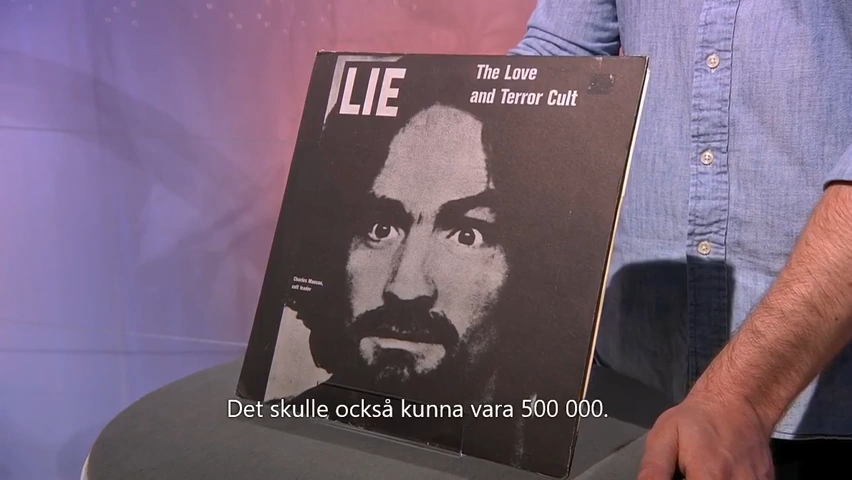 LIE
The Love
and Terror Cult
Charles Manson,
cult leader
Det skulle också kunna vara 500 000.